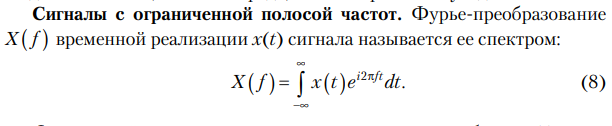 Сигналы с ограниченной полосой частот. Фурье-преобразование
X(f) временной реализации x(t) сигнала называется ее спектром:
X(f) = ∫_{−∞}^{∞} x(t)e^{i2πft}dt. (8)